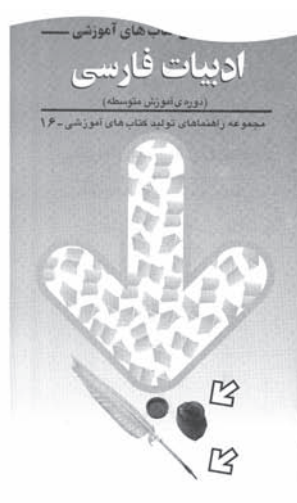 کتاب های آموزشی
ادبیات فارسی
(دوره ی آموزش متوسطه)
مجموعه راهنماهای تولید کتاب های آموزشی ـ ۱۶